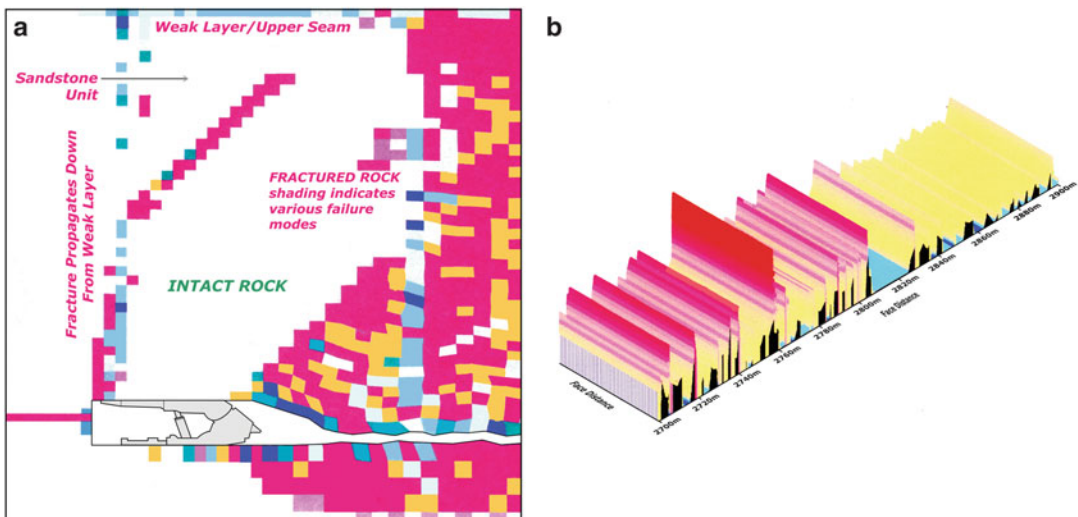 a
Weak Layer/Upper Seam
Sandstone
Unit
Fracture Propagates Down
From Weak Layer
FRACTURED ROCK
shading indicates
various failure
modes
INTACT ROCK
b
Face Distance
2700m
2720m
2740m
2760m
2780m
2800m
2820m
2840m
2860m
2880m
2900m
Face Distance